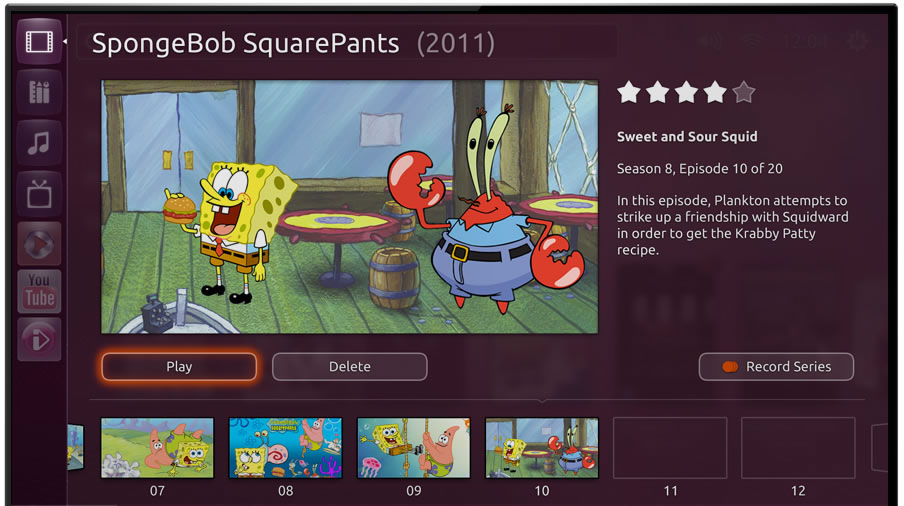 SpongeBob SquarePants (2011)
12:04
Sweet and Sour Squid
Season 8, Episode 10 of 20
In this episode, Plankton attempts to
strike up a friendship with Squidward
in order to get the Krabby Patty
recipe.
You
Tube
Play
Delete
Record Series
07
08
09
10
11
12